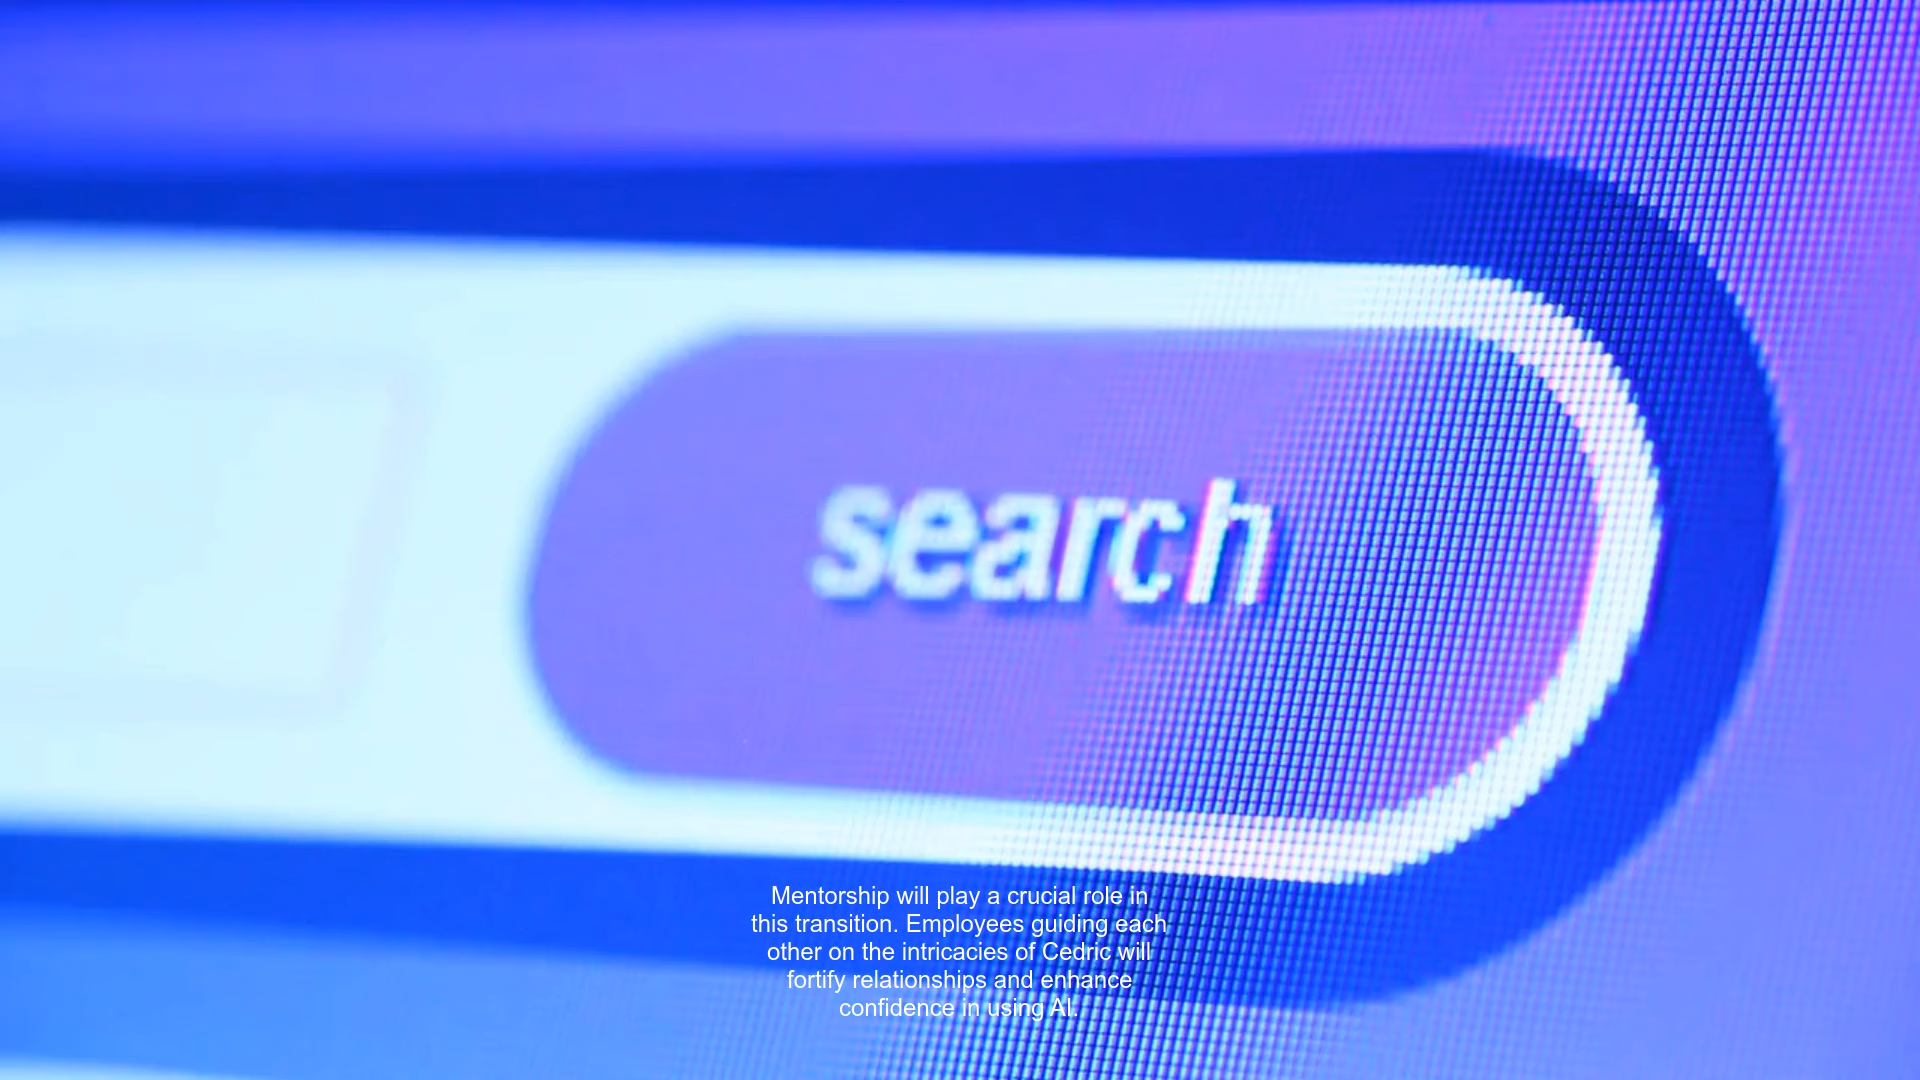 search
Mentorship will play a crucial role in
this transition. Employees guiding each
other on the intricacies of Cedric will
fortify relationships and enhance
confidence in using AI.